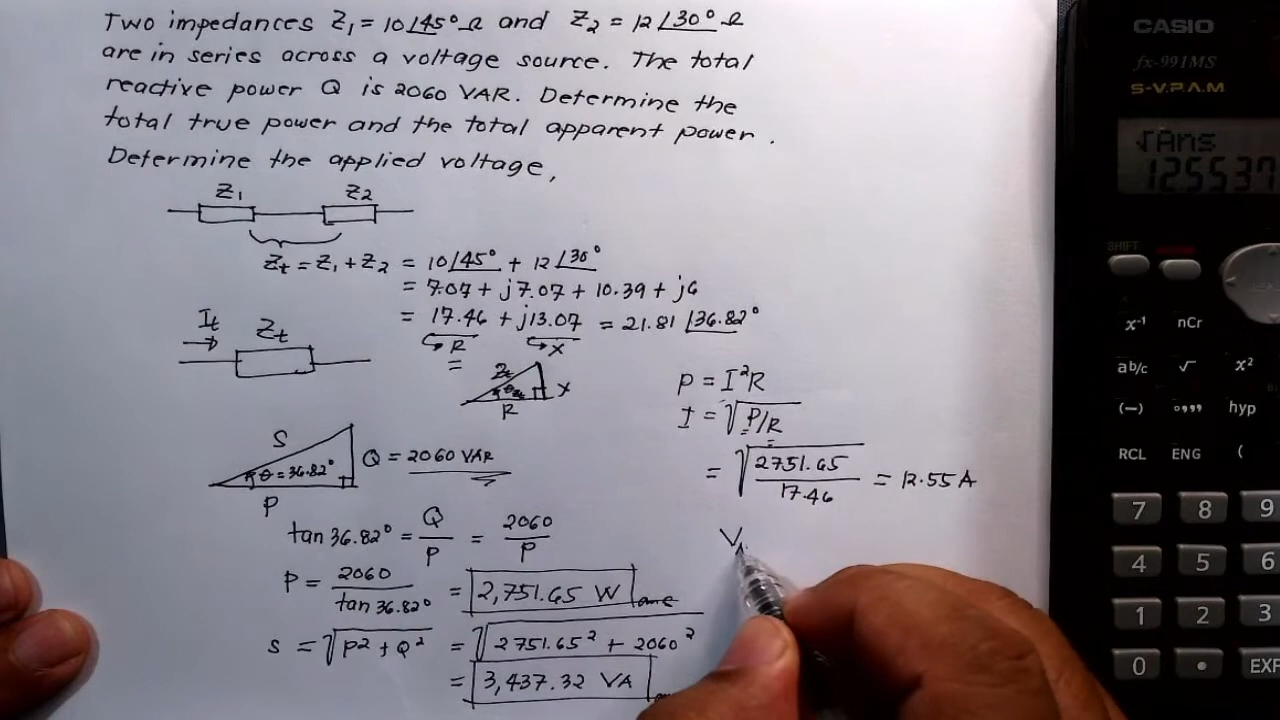 Two impedances Z₁ = 10∠45° Ω and Z₂ = 12∠30° Ω
are in series across a voltage source. The total
reactive power Q is 2060 VAR. Determine the
total true power and the total apparent power.
Determine the applied voltage,
Z₁ Z₂
Zt = Z₁ + Z₂ = 10∠45° + 12∠30°
= 7.07 + j7.07 + 10.39 + j6
= 17.46 + j13.07 = 21.81∠36.82°
R X
It Zt
=
Zt θ X
R
S θ = 36.82° Q = 2060 VAR
P
tan 36.82° = Q/P = 2060/P
P = 2060/tan 36.82° = 2,751.65 W
S = √P² + Q² = √2751.65² + 2060²
= 3,437.32 VA
P = I²R
I = √P/R
= √2751.65/17.46 = 12.55 A
V
CASIO
fx-991MS
S-V.P.A.M.
√Ans
12.5537
SHIFT
x⁻¹ nCr
ab/c √ x²
(−) °,,, hyp
RCL ENG (
7 8 9
4 5 6
1 2 3
0 • EXP